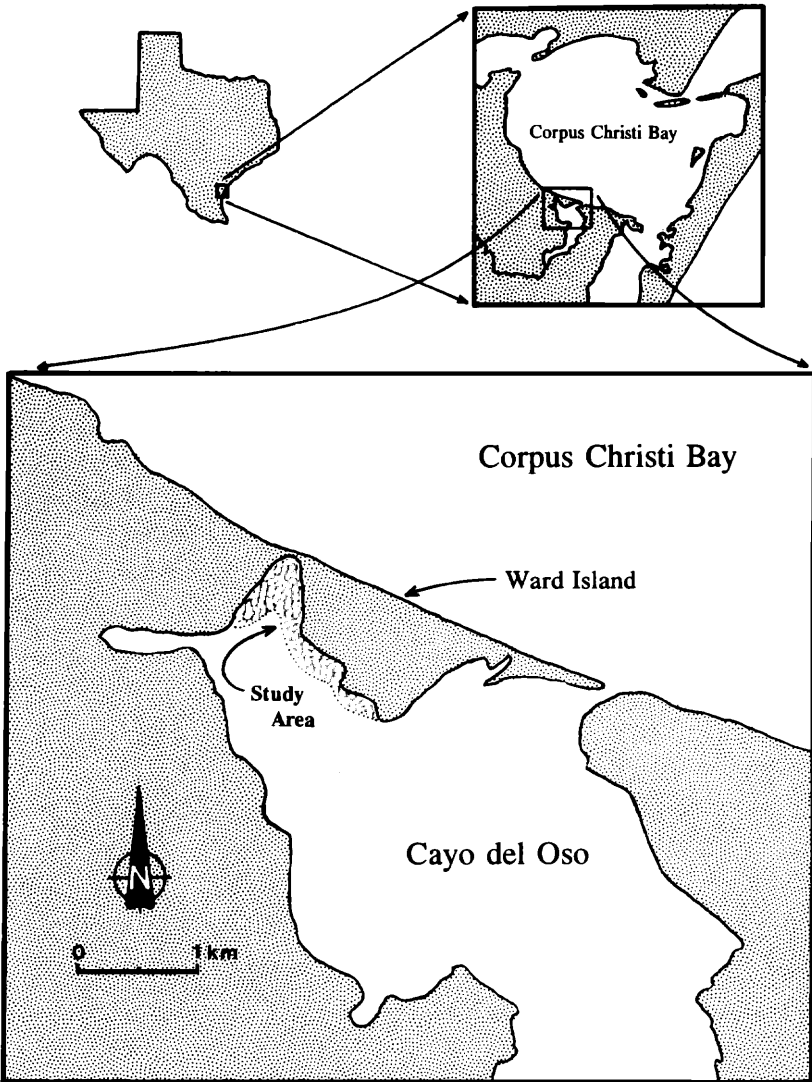 Corpus Christi Bay
Corpus Christi Bay
Ward Island
Study
Area
Cayo del Oso
N
0 1 km